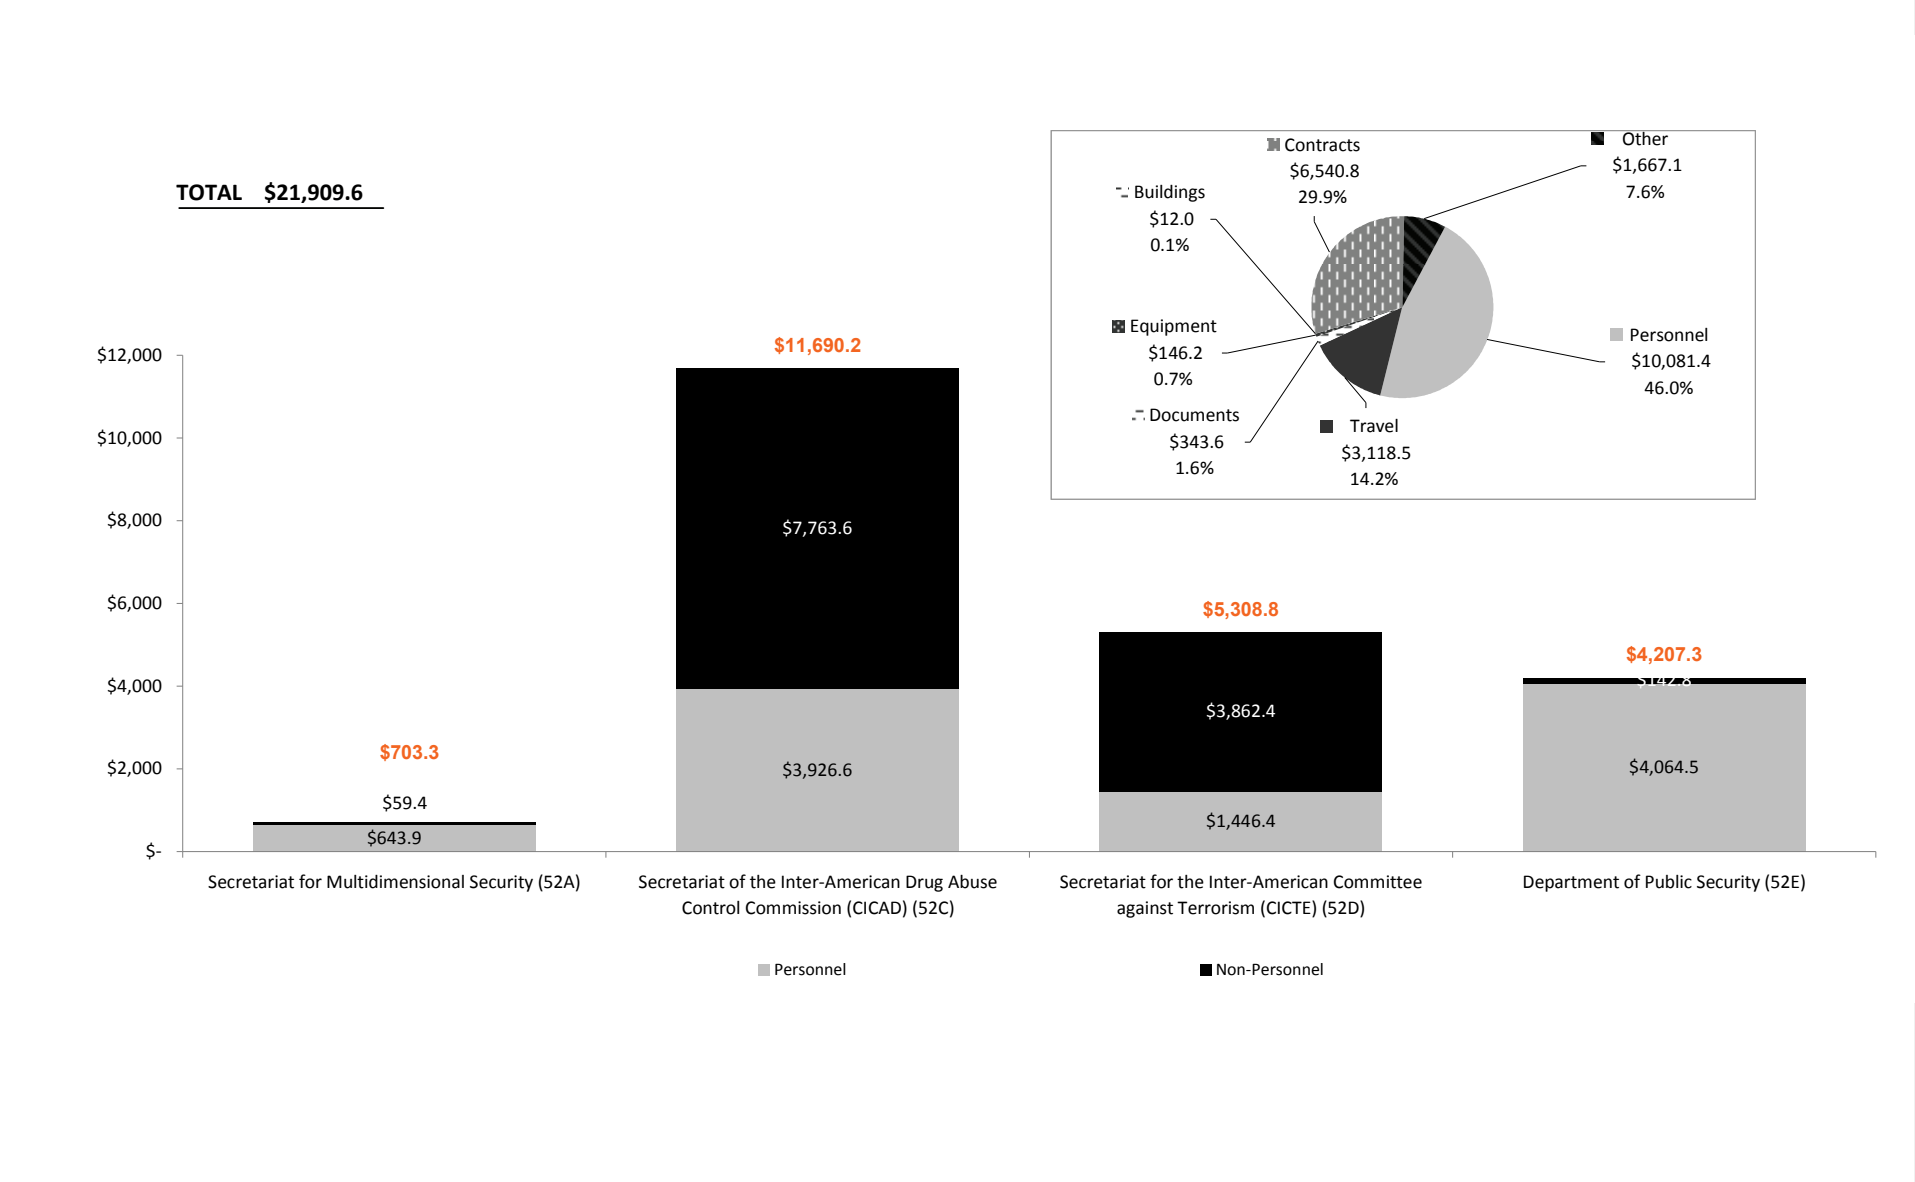 TOTAL $21,909.6
Contracts
$6,540.8
29.9%
Other
$1,667.1
7.6%
Buildings
$12.0
0.1%
Equipment
$146.2
0.7%
Personnel
$10,081.4
46.0%
Documents
$343.6
1.6%
Travel
$3,118.5
14.2%
$12,000
$10,000
$8,000
$6,000
$4,000
$2,000
$-
$703.3
$59.4
$643.9
$11,690.2
$7,763.6
$3,926.6
$5,308.8
$3,862.4
$1,446.4
$4,207.3
$142.8
$4,064.5
Secretariat for Multidimensional Security (52A)
Secretariat of the Inter-American Drug Abuse
Control Commission (CICAD) (52C)
Secretariat for the Inter-American Committee
against Terrorism (CICTE) (52D)
Department of Public Security (52E)
Personnel
Non-Personnel